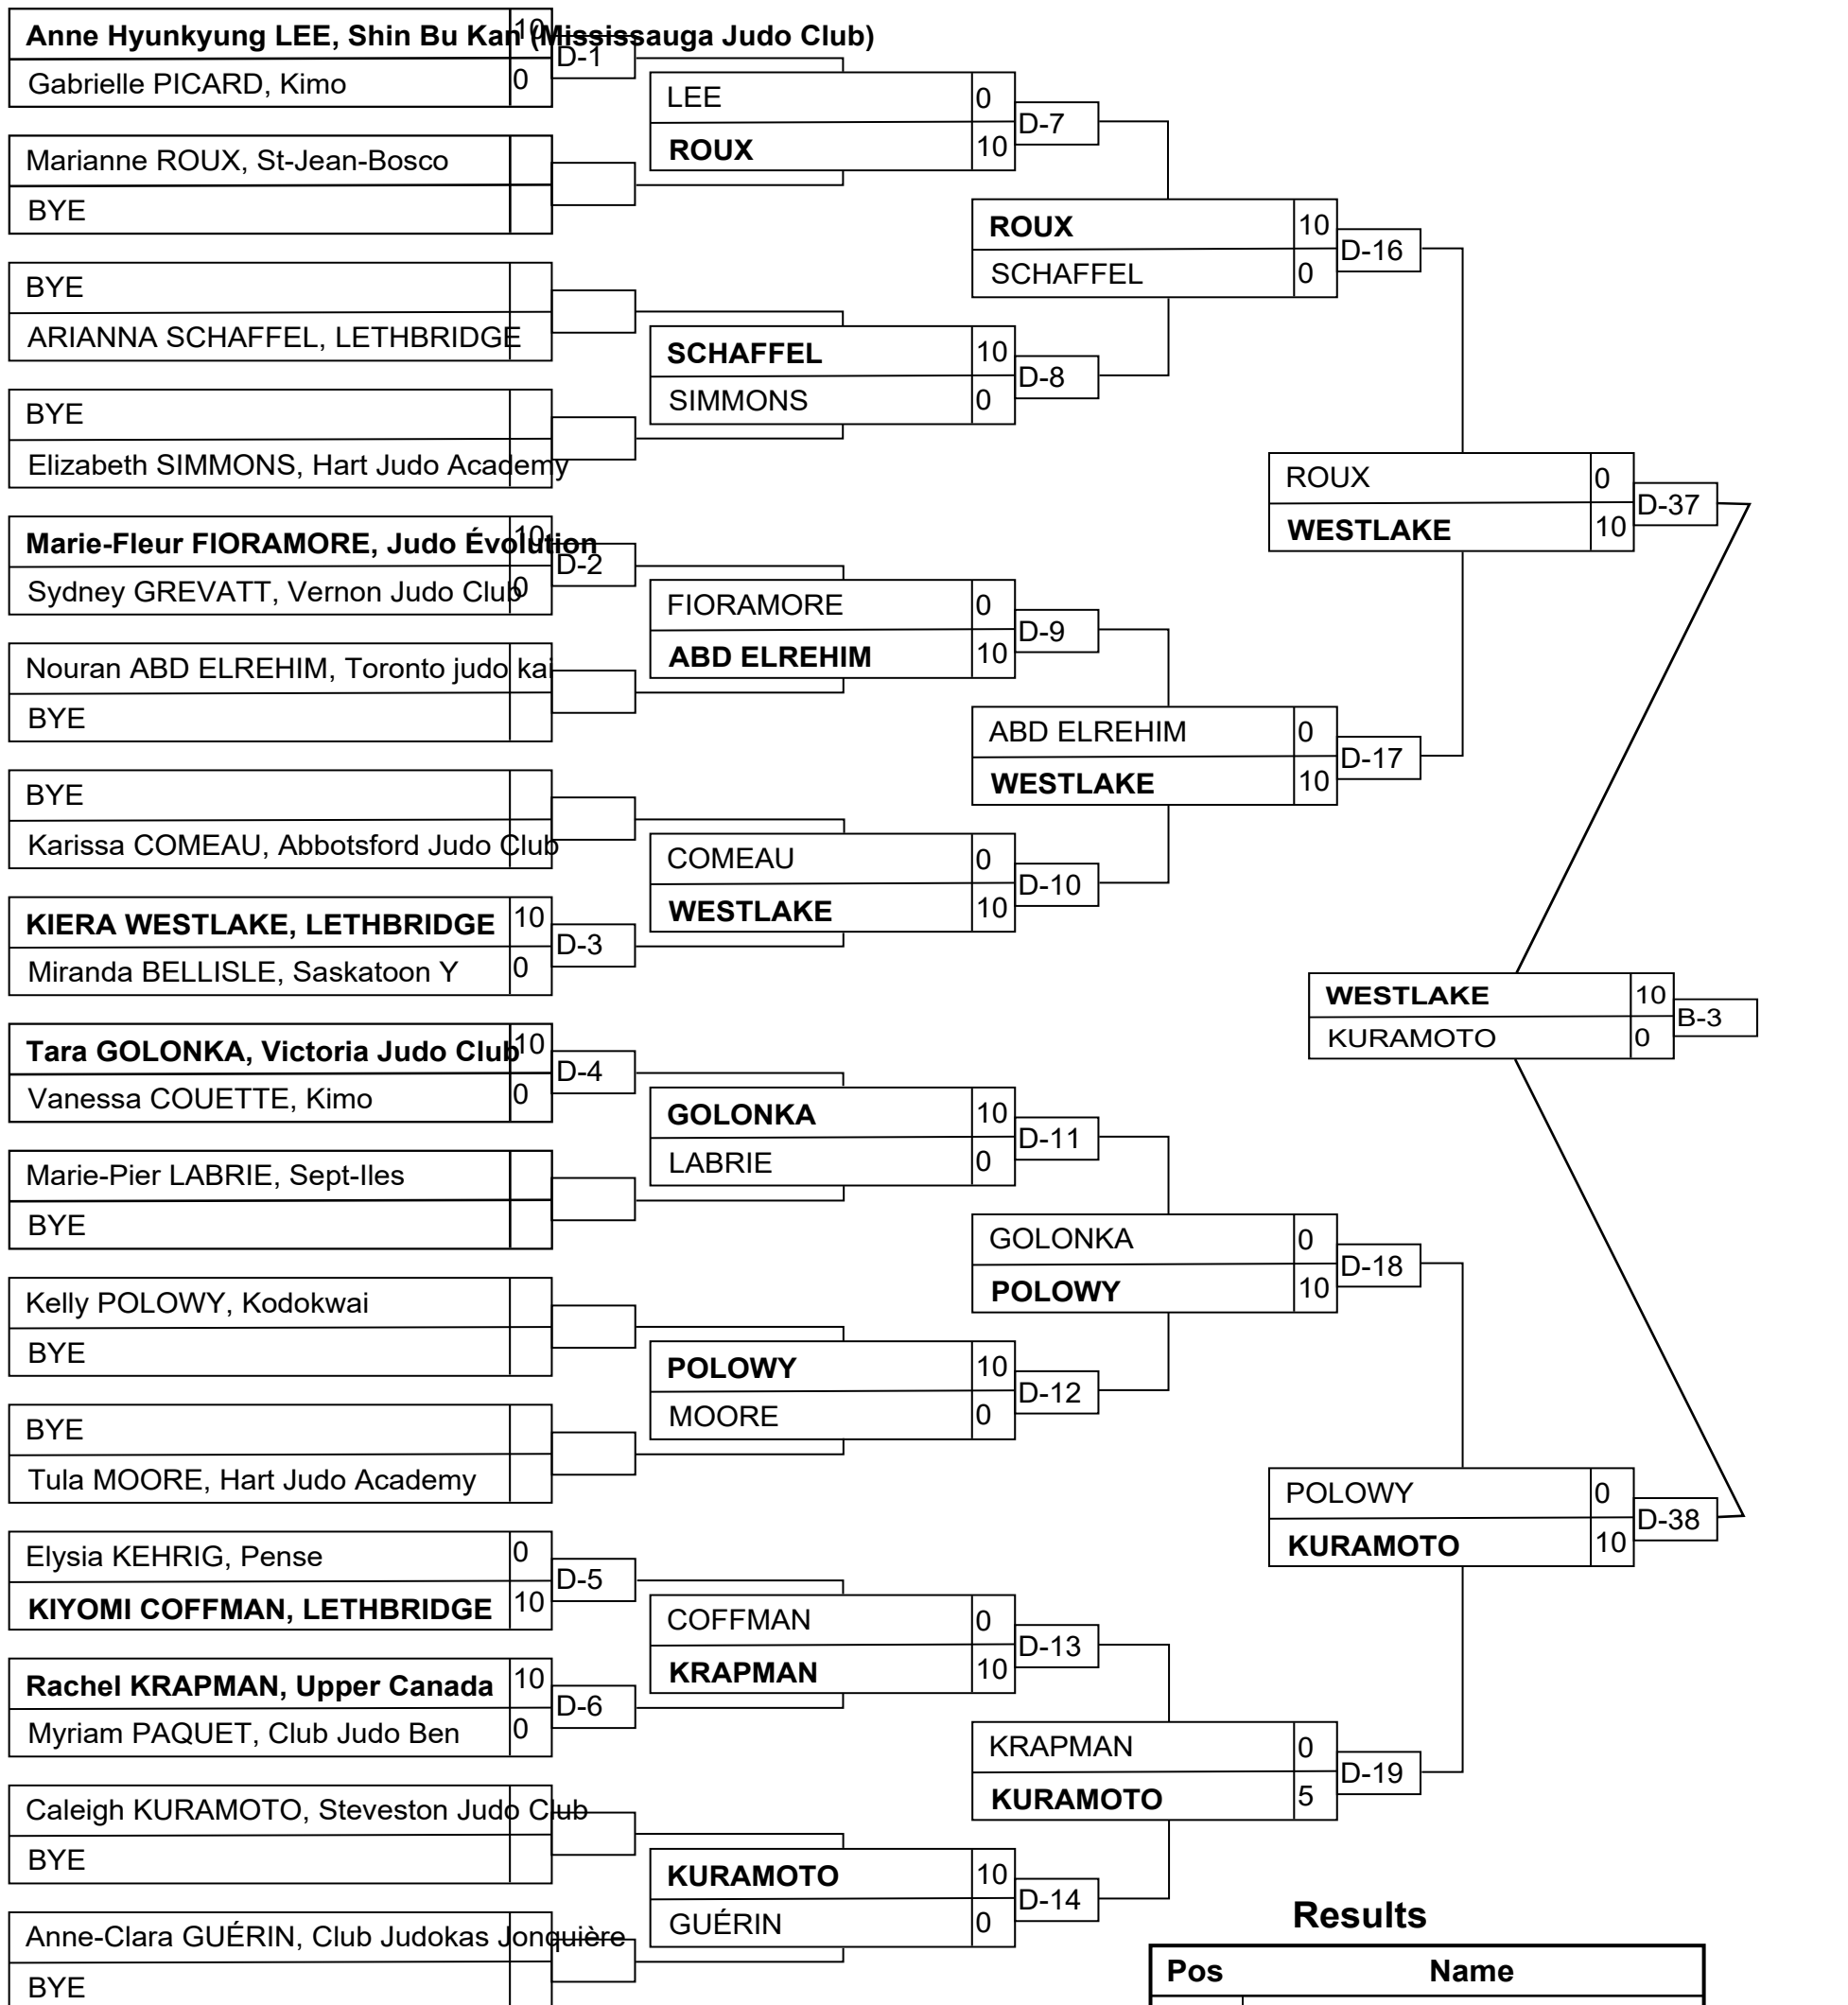 Anne Hyunkyung LEE, Shin Bu Kan (Mississauga Judo Club) 10
D-1
Gabrielle PICARD, Kimo 0
LEE 0
D-7
ROUX 10
Marianne ROUX, St-Jean-Bosco
BYE
ROUX 10
D-16
SCHAFFEL 0
BYE
ARIANNA SCHAFFEL, LETHBRIDGE
SCHAFFEL 10
D-8
SIMMONS 0
BYE
Elizabeth SIMMONS, Hart Judo Academy
ROUX 0
D-37
WESTLAKE 10
Marie-Fleur FIORAMORE, Judo Évolution 10
D-2
Sydney GREVATT, Vernon Judo Club 0
FIORAMORE 0
D-9
ABD ELREHIM 10
Nouran ABD ELREHIM, Toronto judo kai
BYE
ABD ELREHIM 0
D-17
WESTLAKE 10
BYE
Karissa COMEAU, Abbotsford Judo Club
COMEAU 0
D-10
WESTLAKE 10
KIERA WESTLAKE, LETHBRIDGE 10
D-3
Miranda BELLISLE, Saskatoon Y 0
WESTLAKE 10
B-3
KURAMOTO 0
Tara GOLONKA, Victoria Judo Club 10
D-4
Vanessa COUETTE, Kimo 0
GOLONKA 10
D-11
LABRIE 0
Marie-Pier LABRIE, Sept-Iles
BYE
GOLONKA 0
D-18
POLOWY 10
Kelly POLOWY, Kodokwai
BYE
POLOWY 10
D-12
MOORE 0
BYE
Tula MOORE, Hart Judo Academy
POLOWY 0
D-38
KURAMOTO 10
Elysia KEHRIG, Pense 0
D-5
KIYOMI COFFMAN, LETHBRIDGE 10
COFFMAN 0
D-13
KRAPMAN 10
Rachel KRAPMAN, Upper Canada 10
D-6
Myriam PAQUET, Club Judo Ben 0
KRAPMAN 0
D-19
KURAMOTO 5
Caleigh KURAMOTO, Steveston Judo Club
BYE
KURAMOTO 10
D-14
GUÉRIN 0
Anne-Clara GUÉRIN, Club Judokas Jonquière
BYE
Results
Pos Name